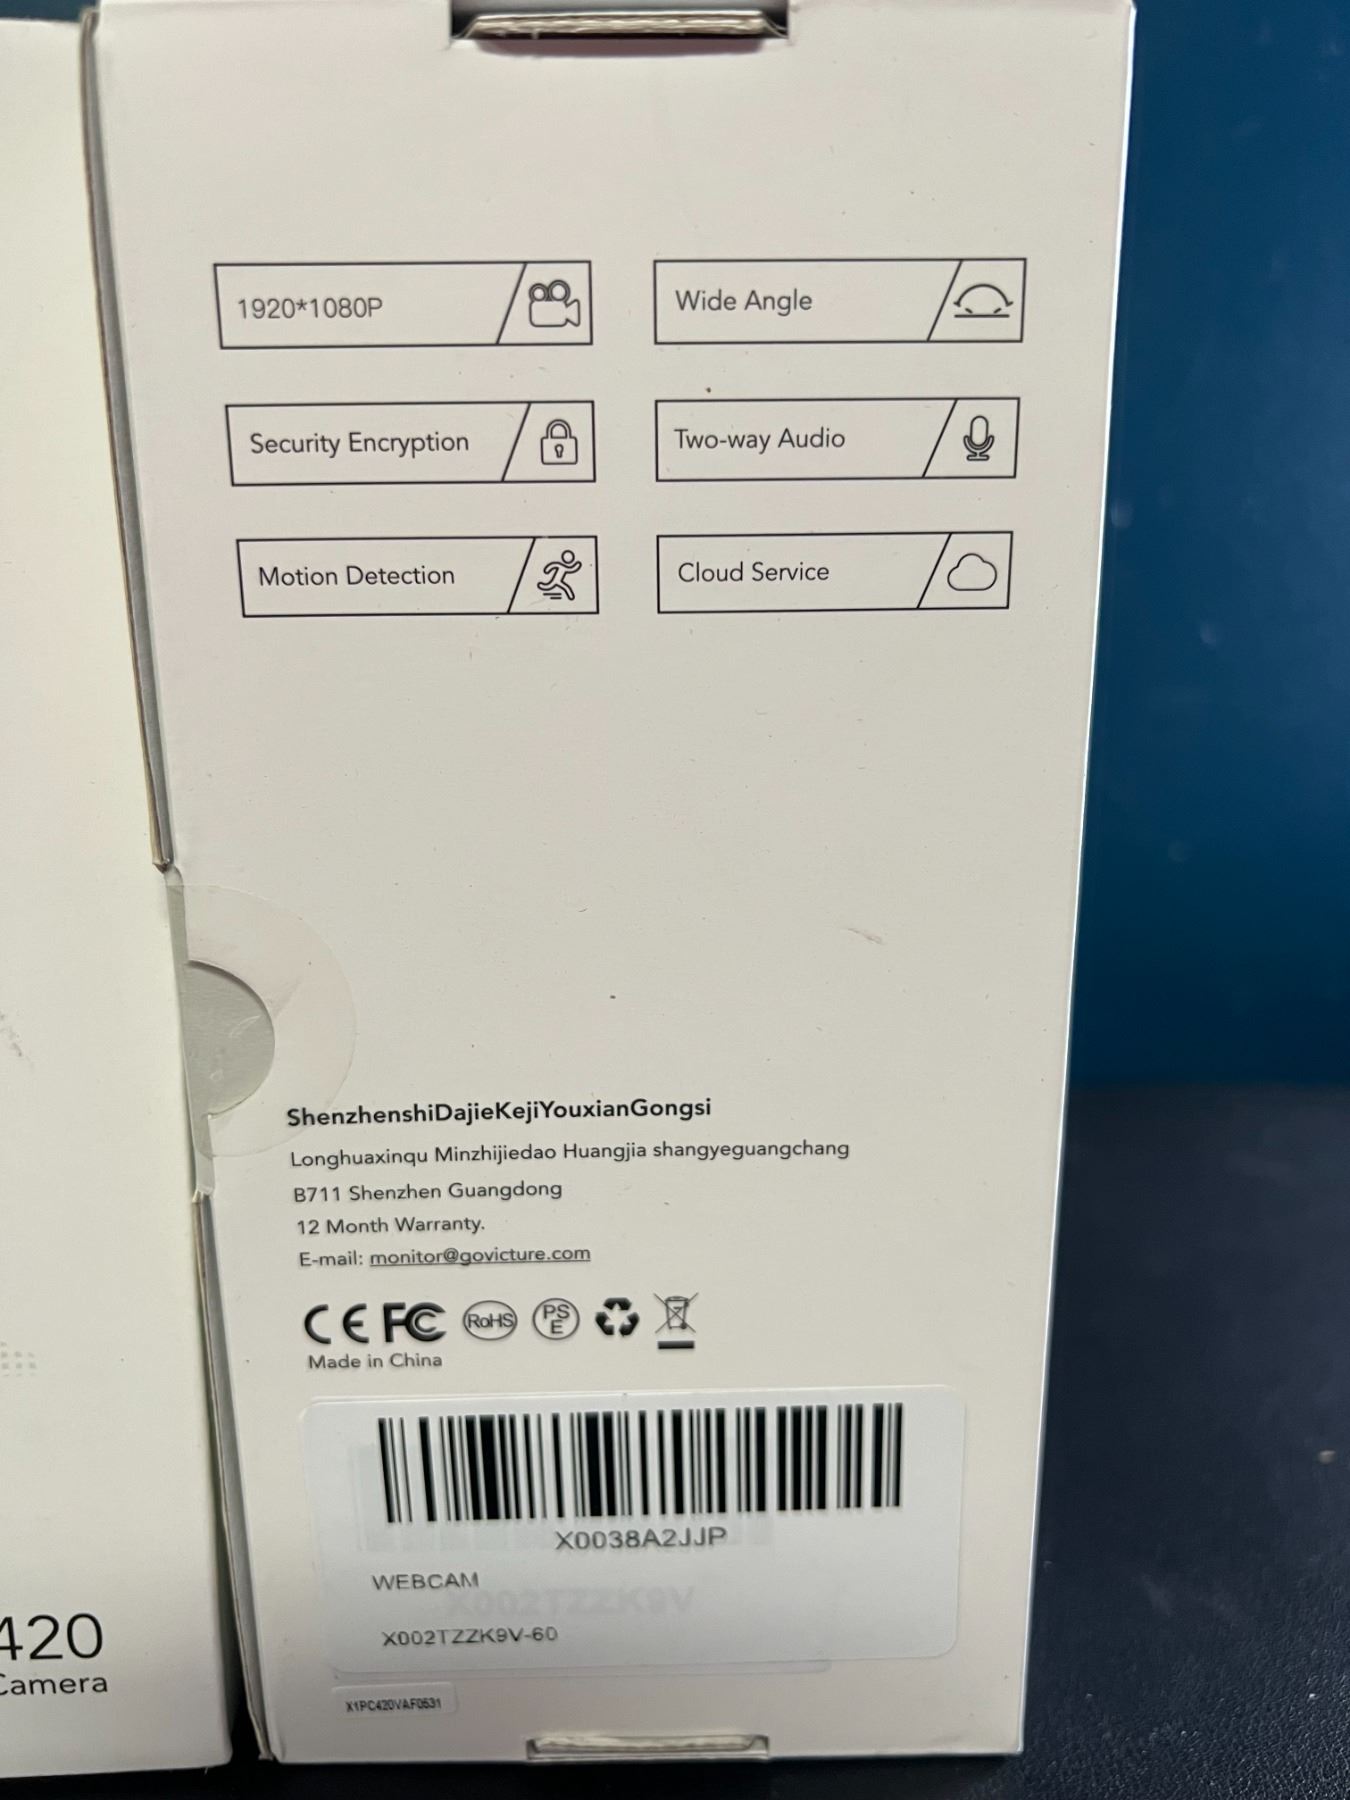 1920*1080P
Wide Angle
Security Encryption
Two-way Audio
Motion Detection
Cloud Service
ShenzhenshiDajieKejiYouxianGongsi
Longhuaxinqu Minzhijiedao Huangjia shangyeguangchang
B711 Shenzhen Guangdong
12 Month Warranty.
E-mail: monitor@govicture.com
CE FC RoHS PSE
Made in China
X0038A2JJP
WEBCAM
X002TZZK9V
X002TZZK9V-60
X1PC420VAF0531
420
Camera